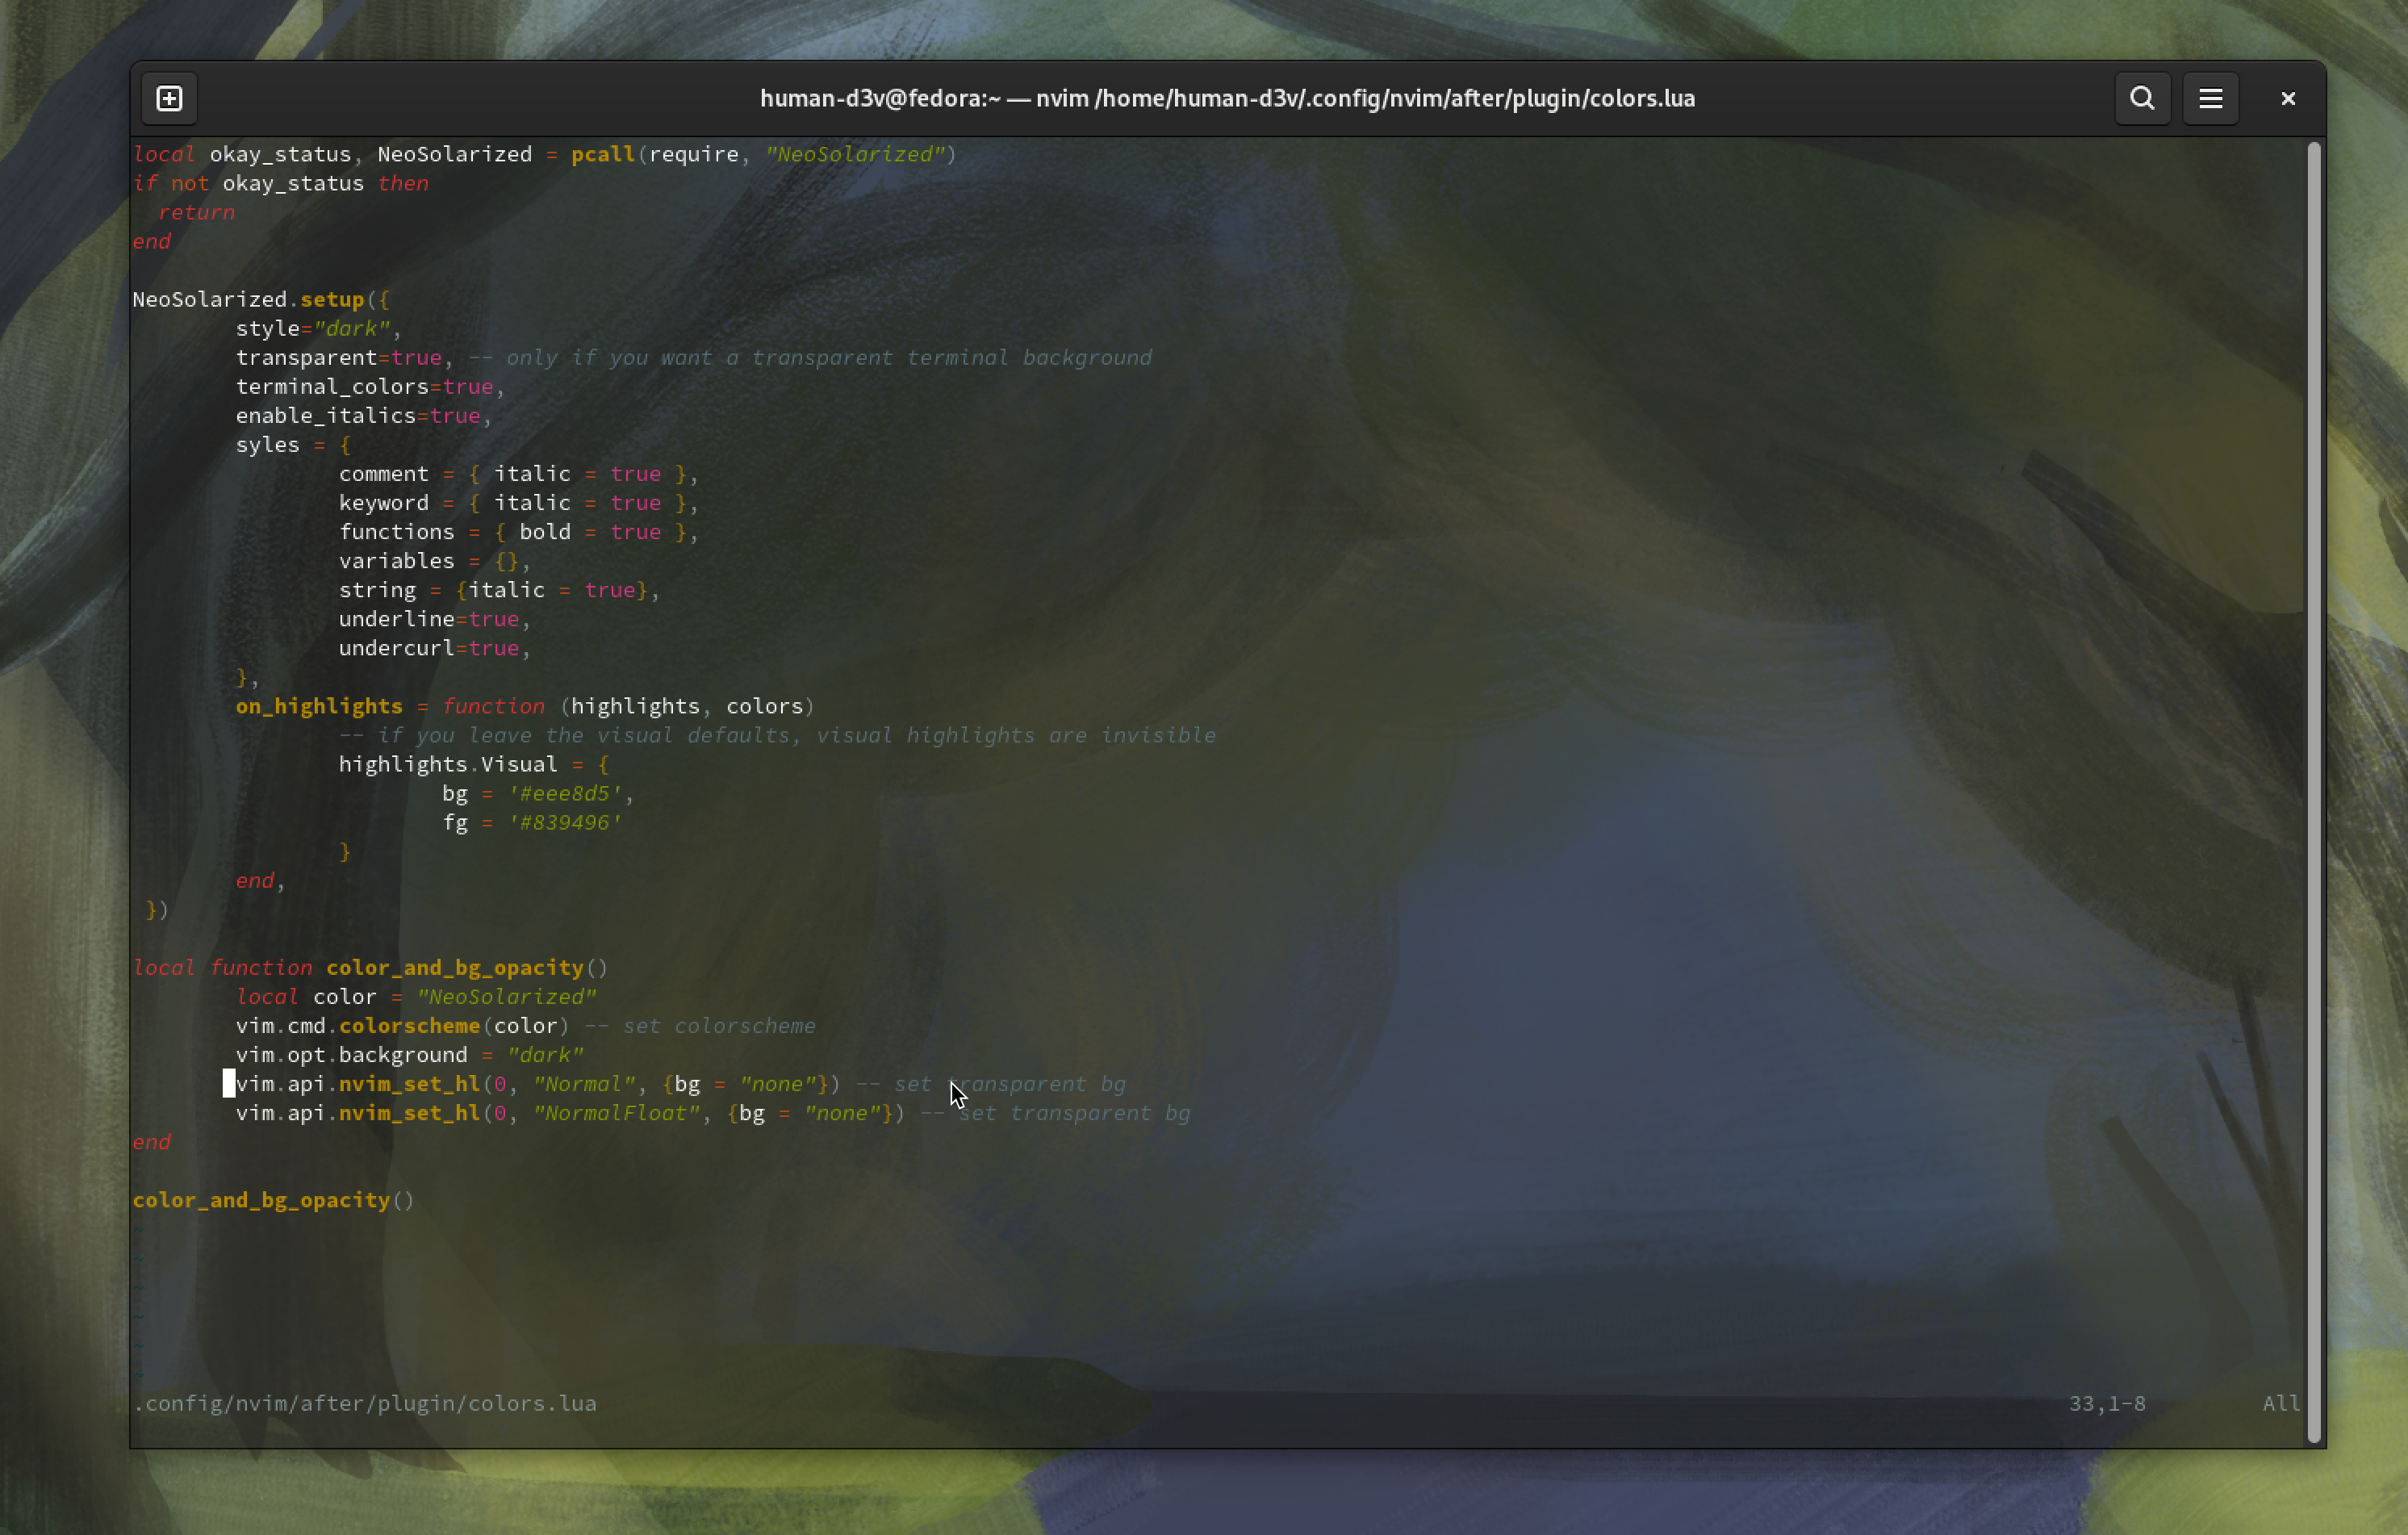 human-d3v@fedora:~ — nvim /home/human-d3v/.config/nvim/after/plugin/colors.lua
local okay_status, NeoSolarized = pcall(require, "NeoSolarized")
if not okay_status then
  return
end

NeoSolarized.setup({
        style="dark",
        transparent=true, -- only if you want a transparent terminal background
        terminal_colors=true,
        enable_italics=true,
        syles = {
                comment = { italic = true },
                keyword = { italic = true },
                functions = { bold = true },
                variables = {},
                string = {italic = true},
                underline=true,
                undercurl=true,
        },
        on_highlights = function (highlights, colors)
                -- if you leave the visual defaults, visual highlights are invisible
                highlights.Visual = {
                        bg = '#eee8d5',
                        fg = '#839496'
                }
        end,
 })

local function color_and_bg_opacity()
        local color = "NeoSolarized"
        vim.cmd.colorscheme(color) -- set colorscheme
        vim.opt.background = "dark"
        vim.api.nvim_set_hl(0, "Normal", {bg = "none"}) -- set transparent bg
        vim.api.nvim_set_hl(0, "NormalFloat", {bg = "none"}) -- set transparent bg
end

color_and_bg_opacity()
~
~
~
~
~
~
.config/nvim/after/plugin/colors.lua 33,1-8 All